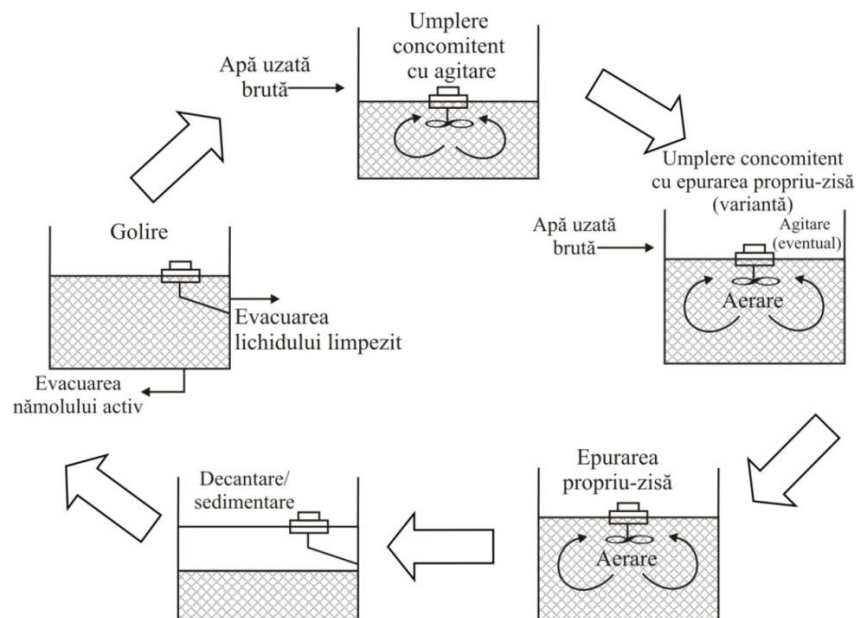 Umplere
concomitent
cu agitare
Apă uzată
brută
Umplere concomitent
cu epurarea propriu-zisă
(variantă)
Apă uzată
brută
Agitare
(eventual)
Aerare
Epurarea
propriu-zisă
Aerare
Decantare/
sedimentare
Golire
Evacuarea
lichidului limpezit
Evacuarea
nămolului activ